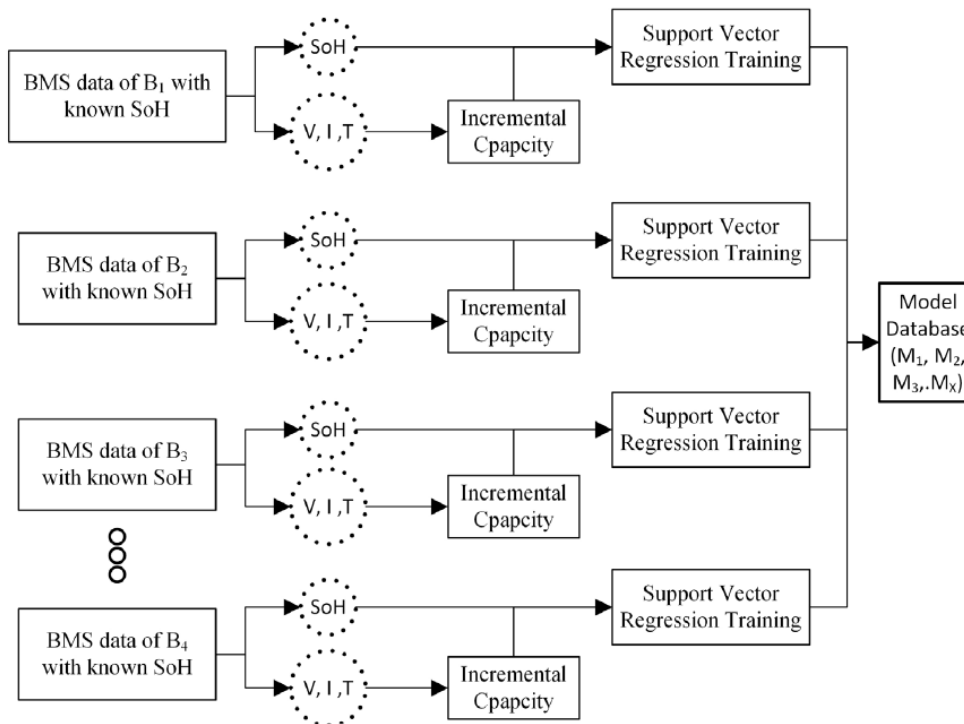 BMS data of B₁ with
known SoH
SoH
V, I ,T
Incremental
Cpapcity
Support Vector
Regression Training
BMS data of B₂
with known SoH
SoH
V, I ,T
Incremental
Cpapcity
Support Vector
Regression Training
BMS data of B₃
with known SoH
SoH
V, I ,T
Incremental
Cpapcity
Support Vector
Regression Training
BMS data of B₄
with known SoH
SoH
V, I ,T
Incremental
Cpapcity
Support Vector
Regression Training
Model
Database
(M₁, M₂,
M₃,.Mₓ)